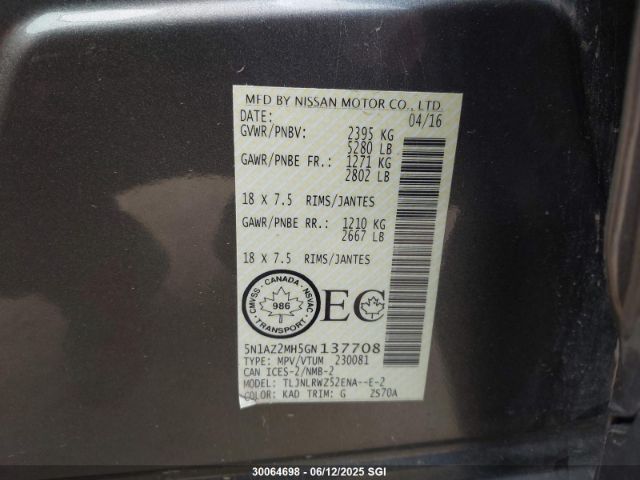 MFD BY NISSAN MOTOR CO., LTD.
DATE: 04/16
GVWR/PNBV: 2395 KG
5280 LB
GAWR/PNBE FR.: 1271 KG
2802 LB
18 X 7.5 RIMS/JANTES
GAWR/PNBE RR.: 1210 KG
2667 LB
18 X 7.5 RIMS/JANTES
CANADA
CMVSS NSVAC
986
TRANSPORT
EC
5N1AZ2MH5GN137708
TYPE: MPV/VTUM 230081
CAN ICES-2/NMB-2
MODEL: TLJNLRWZ52ENA--E-2
COLOR: KAD TRIM: G ZS70A
30064698 - 06/12/2025 SGI